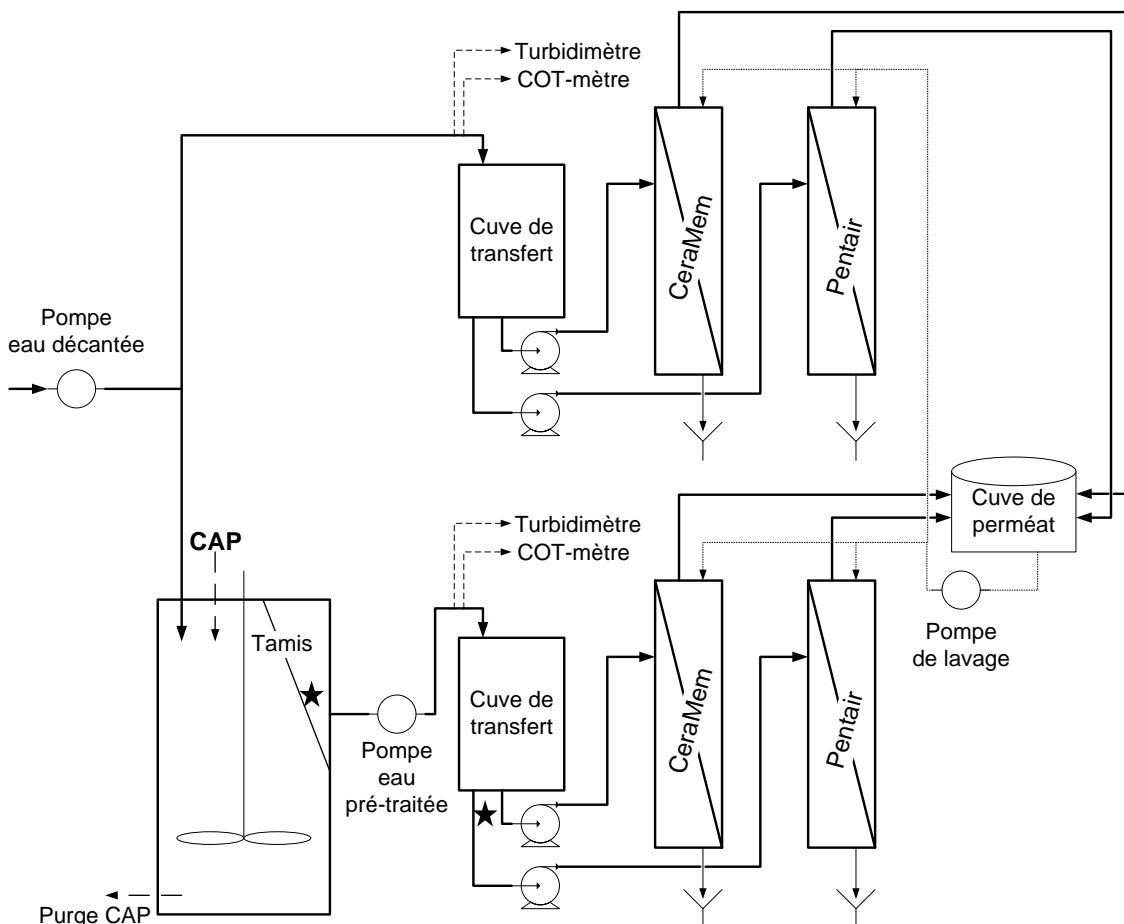 Turbidimètre
COT-mètre
Cuve de
transfert
CeraMem
Pentair
Pompe
eau décantée
Cuve de
perméat
Turbidimètre
COT-mètre
CAP
Tamis
Cuve de
transfert
CeraMem
Pentair
Pompe
de lavage
Pompe
eau
pré-traitée
Purge CAP